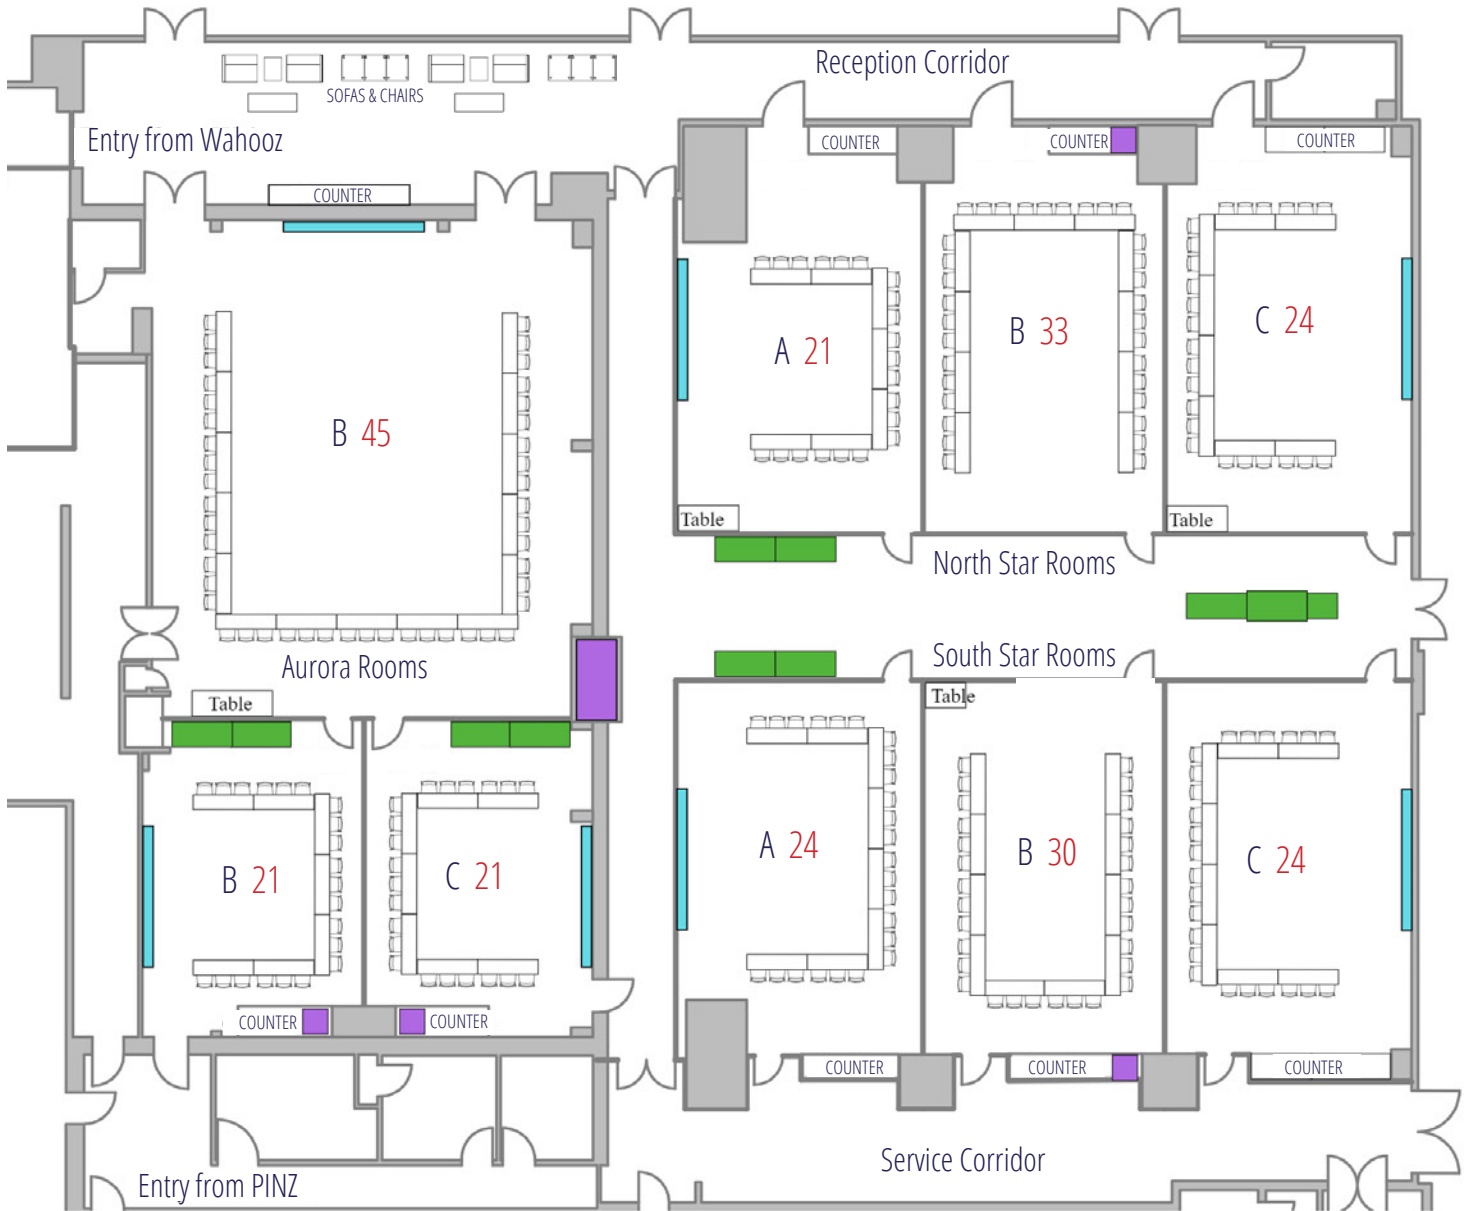 Reception Corridor
SOFAS & CHAIRS
Entry from Wahooz
COUNTER
COUNTER
COUNTER
COUNTER
A 21
B 33
C 24
B 45
Table
Table
North Star Rooms
South Star Rooms
Aurora Rooms
Table
Table
A 24
B 30
C 24
B 21
C 21
COUNTER
COUNTER
COUNTER
COUNTER
COUNTER
Service Corridor
Entry from PINZ